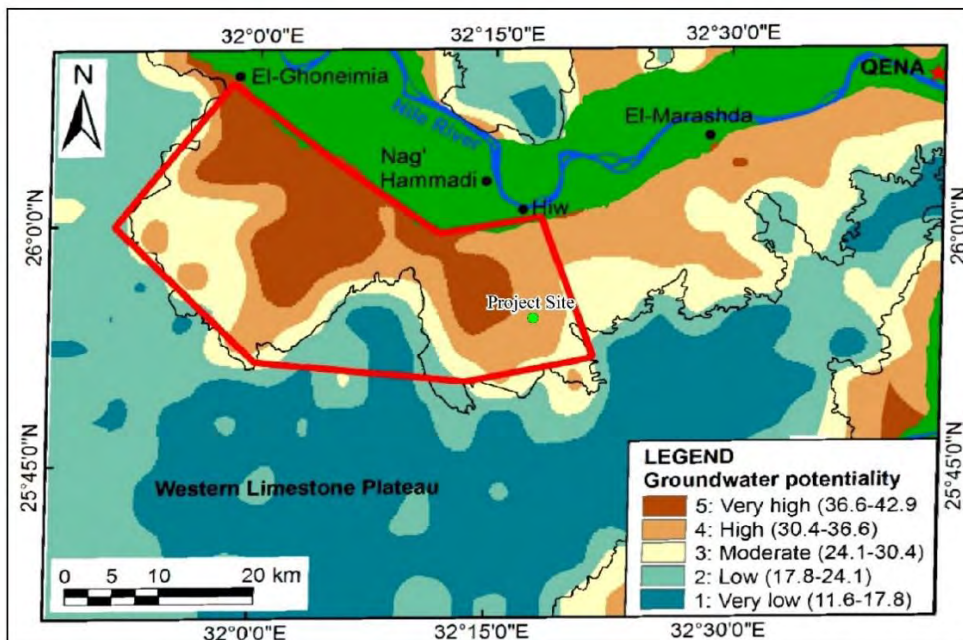 32°0'0"E
32°15'0"E
32°30'0"E
N
El-Ghoneimia
QENA
Nile River
El-Marashda
Nag'
Hammadi
Hiw
26°0'0"N
26°0'0"N
Project Site
25°45'0"N
25°45'0"N
Western Limestone Plateau
LEGEND
Groundwater potentiality
5: Very high (36.6-42.9
4: High (30.4-36.6)
3: Moderate (24.1-30.4)
2: Low (17.8-24.1)
1: Very low (11.6-17.8)
0 5 10 20 km
32°0'0"E
32°15'0"E
32°30'0"E